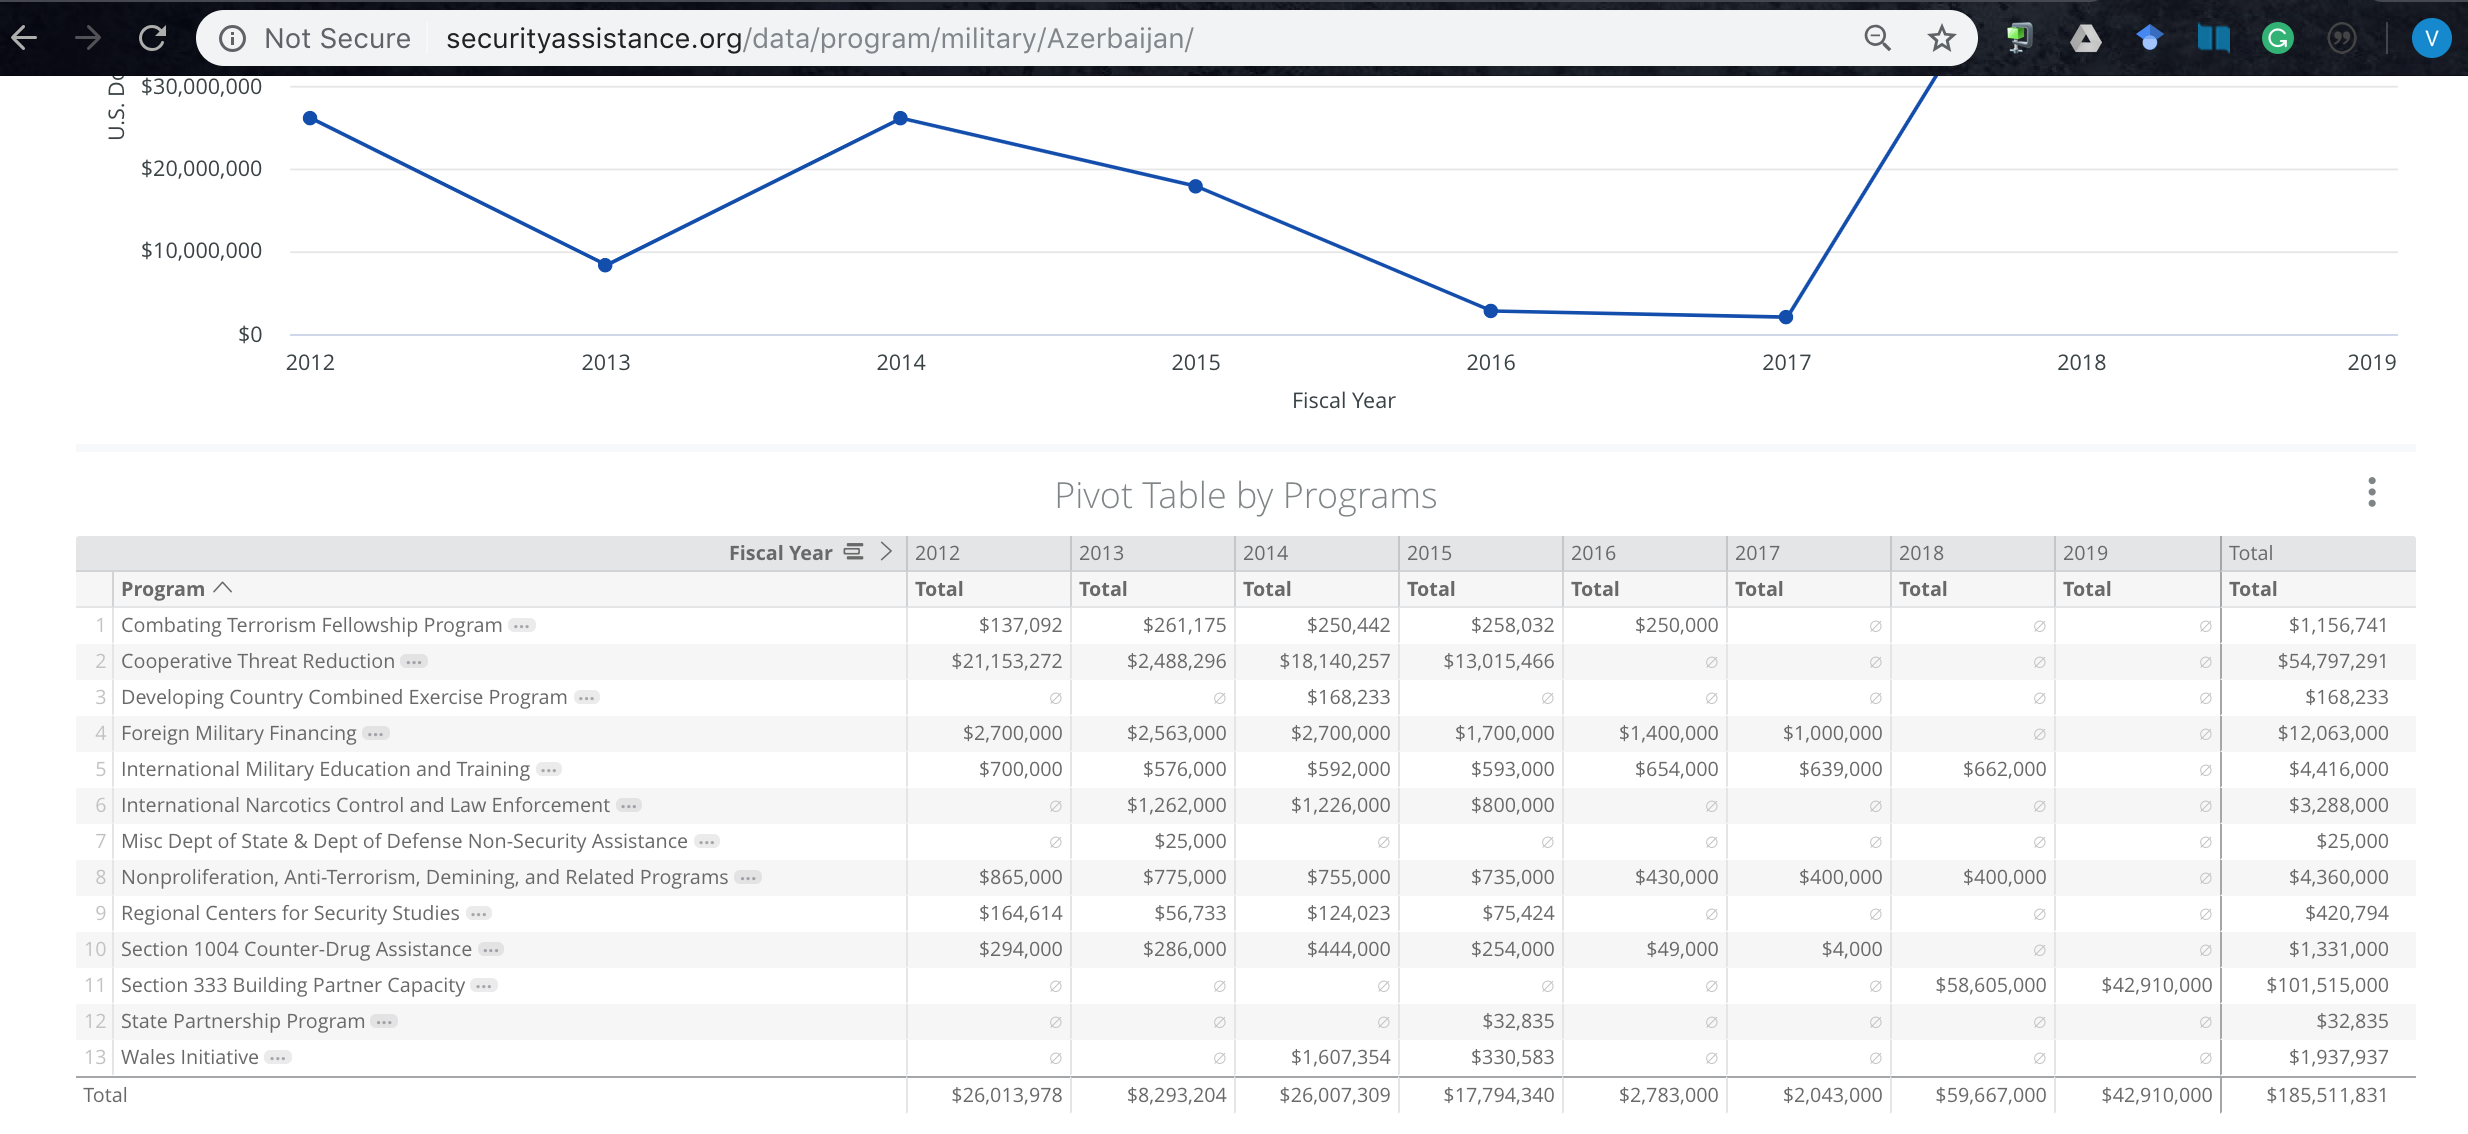 Not Secure securityassistance.org/data/program/military/Azerbaijan/ V
U.S. Do
$30,000,000
$20,000,000
$10,000,000
$0
2012 2013 2014 2015 2016 2017 2018 2019
Fiscal Year
Pivot Table by Programs
Fiscal Year 2012 2013 2014 2015 2016 2017 2018 2019 Total
Program Total Total Total Total Total Total Total Total Total
1 Combating Terrorism Fellowship Program ... $137,092 $261,175 $250,442 $258,032 $250,000 ∅ ∅ ∅ $1,156,741
2 Cooperative Threat Reduction ... $21,153,272 $2,488,296 $18,140,257 $13,015,466 ∅ ∅ ∅ ∅ $54,797,291
3 Developing Country Combined Exercise Program ... ∅ ∅ $168,233 ∅ ∅ ∅ ∅ ∅ $168,233
4 Foreign Military Financing ... $2,700,000 $2,563,000 $2,700,000 $1,700,000 $1,400,000 $1,000,000 ∅ ∅ $12,063,000
5 International Military Education and Training ... $700,000 $576,000 $592,000 $593,000 $654,000 $639,000 $662,000 ∅ $4,416,000
6 International Narcotics Control and Law Enforcement ... ∅ $1,262,000 $1,226,000 $800,000 ∅ ∅ ∅ ∅ $3,288,000
7 Misc Dept of State & Dept of Defense Non-Security Assistance ... ∅ $25,000 ∅ ∅ ∅ ∅ ∅ ∅ $25,000
8 Nonproliferation, Anti-Terrorism, Demining, and Related Programs ... $865,000 $775,000 $755,000 $735,000 $430,000 $400,000 $400,000 ∅ $4,360,000
9 Regional Centers for Security Studies ... $164,614 $56,733 $124,023 $75,424 ∅ ∅ ∅ ∅ $420,794
10 Section 1004 Counter-Drug Assistance ... $294,000 $286,000 $444,000 $254,000 $49,000 $4,000 ∅ ∅ $1,331,000
11 Section 333 Building Partner Capacity ... ∅ ∅ ∅ ∅ ∅ ∅ $58,605,000 $42,910,000 $101,515,000
12 State Partnership Program ... ∅ ∅ ∅ $32,835 ∅ ∅ ∅ ∅ $32,835
13 Wales Initiative ... ∅ ∅ $1,607,354 $330,583 ∅ ∅ ∅ ∅ $1,937,937
Total $26,013,978 $8,293,204 $26,007,309 $17,794,340 $2,783,000 $2,043,000 $59,667,000 $42,910,000 $185,511,831